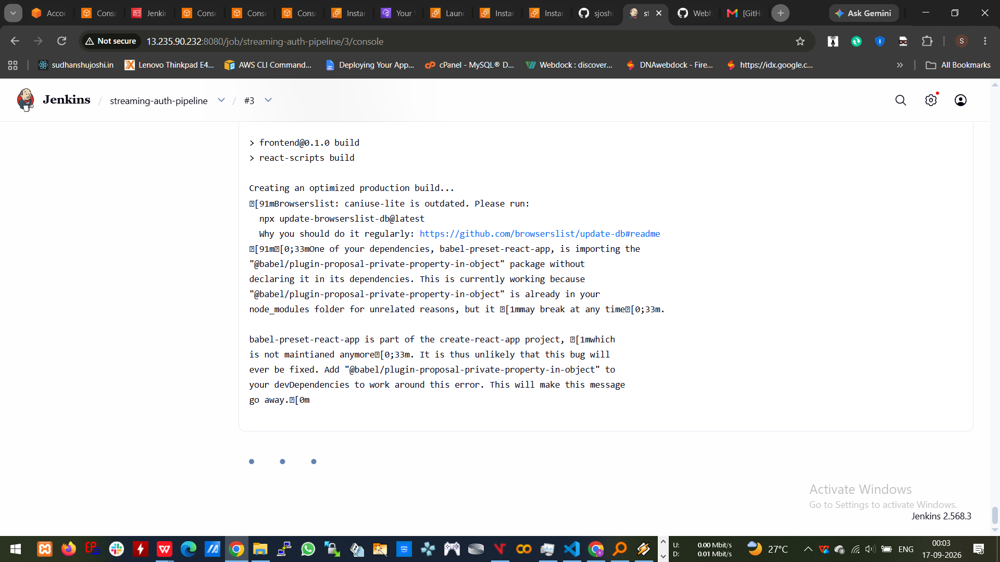 Accou
Consc
Jenkin
Consc
Consc
Consc
Instan
Your V
Launc
Instan
Instan
sjoshi
st
Webh
[GitHu
Ask Gemini
Not secure
13.235.90.232:8080/job/streaming-auth-pipeline/3/console
S
sudhanshujoshi.in
Lenovo Thinkpad E4...
AWS CLI Command...
Deploying Your App...
cPanel - MySQL® D...
Webdock : discover...
DNAwebdock - Fire...
https://idx.google.c...
All Bookmarks
Jenkins / streaming-auth-pipeline / #3
> frontend@0.1.0 build
> react-scripts build
Creating an optimized production build...
[91mBrowserslist: caniuse-lite is outdated. Please run:
npx update-browserslist-db@latest
Why you should do it regularly: https://github.com/browserslist/update-db#readme
[91m[0;33mOne of your dependencies, babel-preset-react-app, is importing the
"@babel/plugin-proposal-private-property-in-object" package without
declaring it in its dependencies. This is currently working because
"@babel/plugin-proposal-private-property-in-object" is already in your
node_modules folder for unrelated reasons, but it [1mmay break at any time[0;33m.
babel-preset-react-app is part of the create-react-app project, [1mwhich
is not maintianed anymore[0;33m. It is thus unlikely that this bug will
ever be fixed. Add "@babel/plugin-proposal-private-property-in-object" to
your devDependencies to work around this error. This will make this message
go away.[0m
Activate Windows
Go to Settings to activate Windows.
Jenkins 2.568.3
U: 0.00 Mbit/s
D: 0.01 Mbit/s
27°C
ENG
00:03
17-09-2026